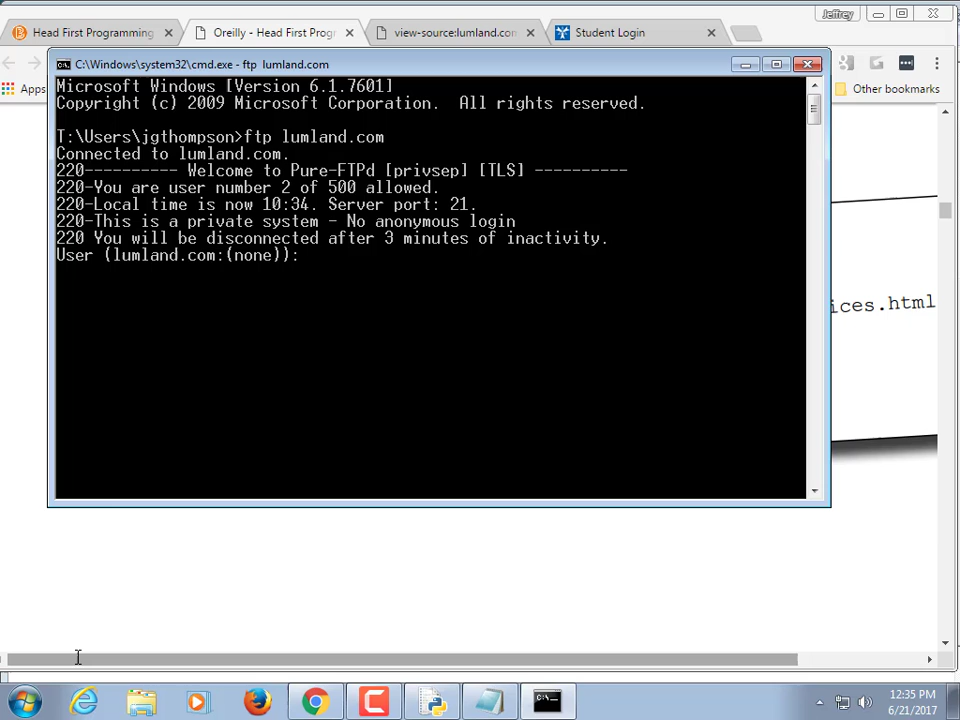 Jeffrey
Head First Programming
Oreilly - Head First Prog
view-source:lumland.com
Student Login
Apps
Other bookmarks
C:\Windows\system32\cmd.exe - ftp lumland.com
Microsoft Windows [Version 6.1.7601]
Copyright (c) 2009 Microsoft Corporation.  All rights reserved.
T:\Users\jgthompson>ftp lumland.com
Connected to lumland.com.
220---------- Welcome to Pure-FTPd [privsep] [TLS] ----------
220-You are user number 2 of 500 allowed.
220-Local time is now 10:34. Server port: 21.
220-This is a private system - No anonymous login
220 You will be disconnected after 3 minutes of inactivity.
User (lumland.com:(none)):
ices.html
12:35 PM
6/21/2017